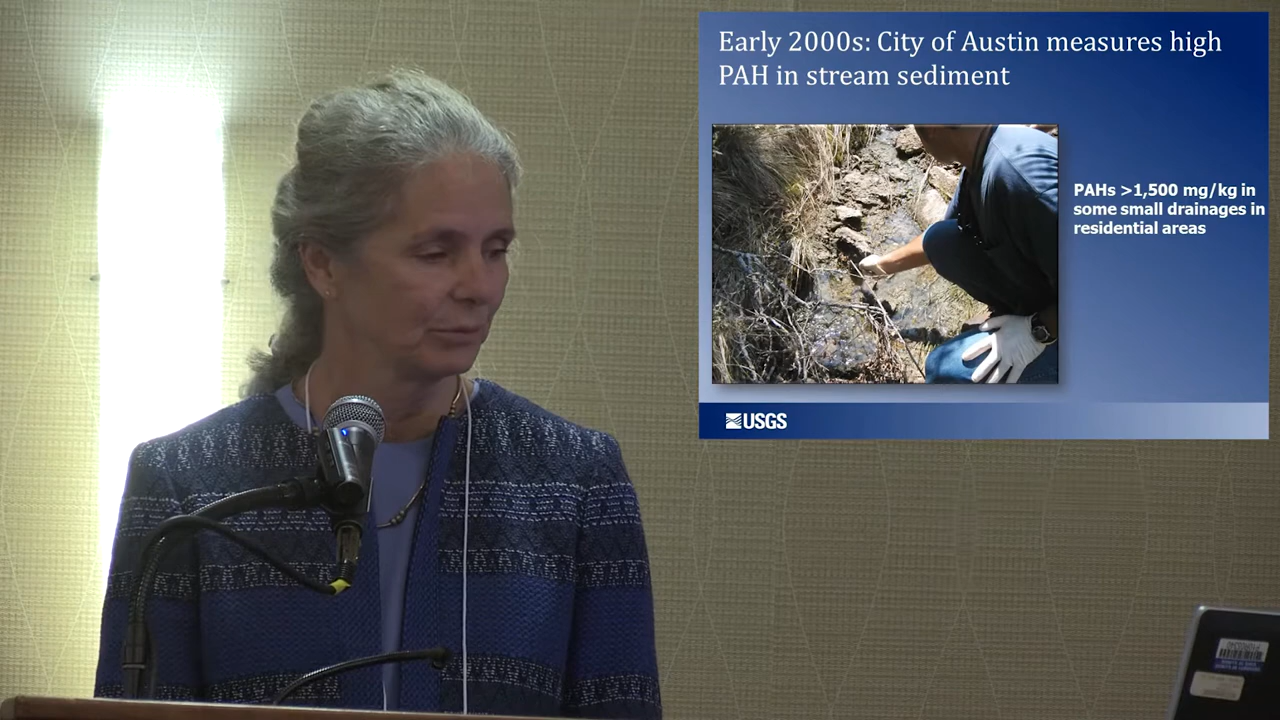 Early 2000s: City of Austin measures high
PAH in stream sediment
PAHs >1,500 mg/kg in
some small drainages in
residential areas
USGS